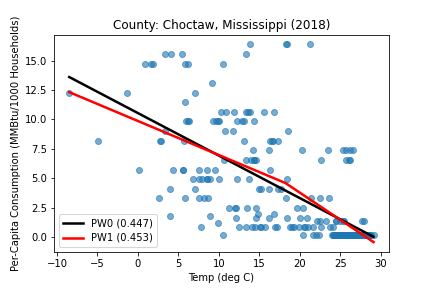 County: Choctaw, Mississippi (2018)
Per-Capita Consumption (MMBtu/1000 Households)
15.0
12.5
10.0
7.5
5.0
2.5
0.0
PW0 (0.447)
PW1 (0.453)
−10 −5 0 5 10 15 20 25 30
Temp (deg C)